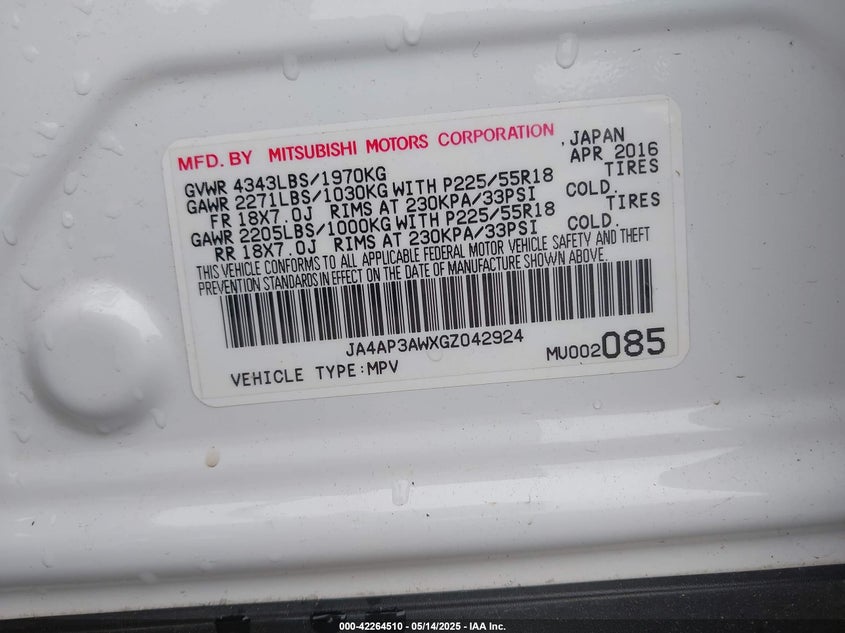 MFD. BY MITSUBISHI MOTORS CORPORATION , JAPAN
APR 2016
GVWR 4343LBS/1970KG
GAWR 2271LBS/1030KG WITH P225/55R18 TIRES
FR 18X7.0J RIMS AT 230KPA/33PSI COLD.
GAWR 2205LBS/1000KG WITH P225/55R18 TIRES
RR 18X7.0J RIMS AT 230KPA/33PSI COLD.
THIS VEHICLE CONFORMS TO ALL APPLICABLE FEDERAL MOTOR VEHICLE SAFETY AND THEFT
PREVENTION STANDARDS IN EFFECT ON THE DATE OF MANUFACTURE SHOWN ABOVE.
JA4AP3AWXGZ042924
VEHICLE TYPE:MPV MU002085
000-42264510 - 05/14/2025 - IAA Inc.